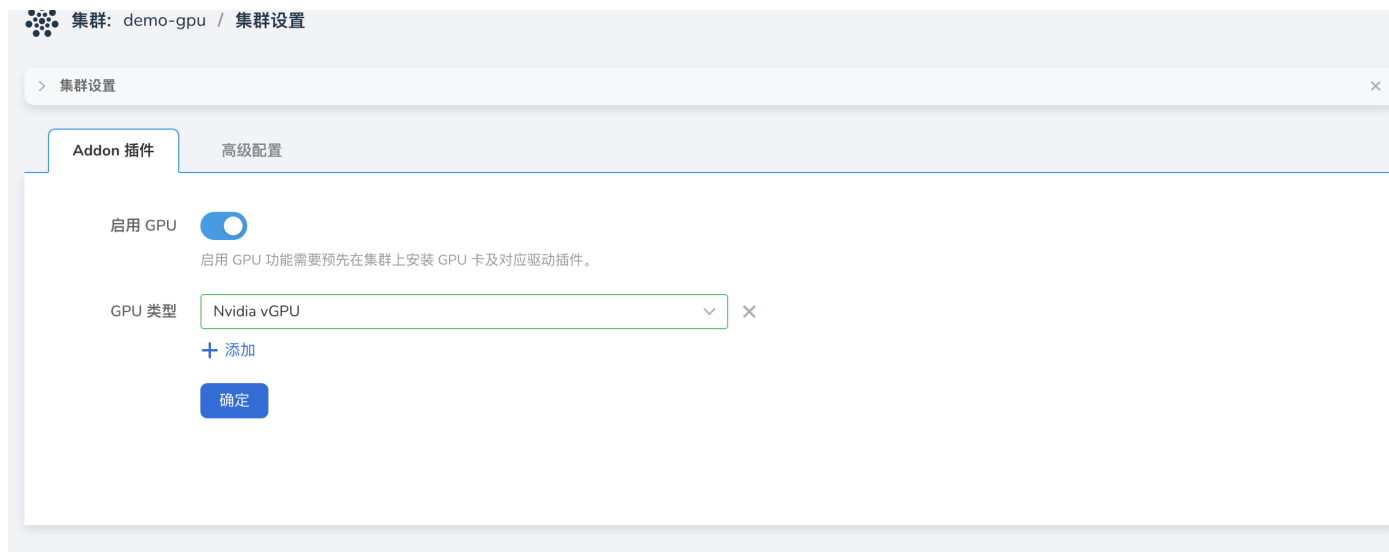 集群: demo-gpu / 集群设置
集群设置
Addon 插件 高级配置
启用 GPU
启用 GPU 功能需要预先在集群上安装 GPU 卡及对应驱动插件。
GPU 类型 Nvidia vGPU
添加
确定